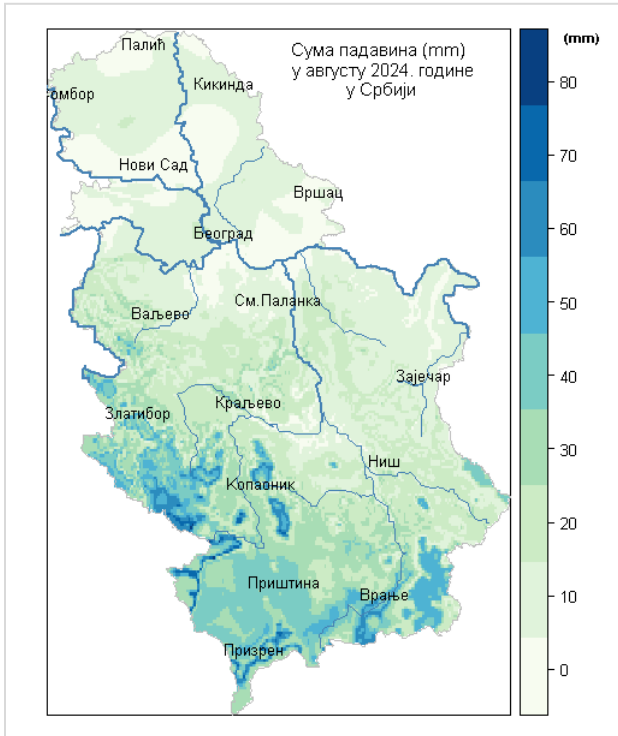 Сума падавина (mm)
у августу 2024. године
у Србији
(mm)
80
70
60
50
40
30
20
10
0
Палић
Кикинда
омбор
Нови Сад
Вршац
Београд
См.Паланка
Ваљево
Зајечар
Златибор
Краљево
Ниш
Копаоник
Приштина
Врање
Призрен